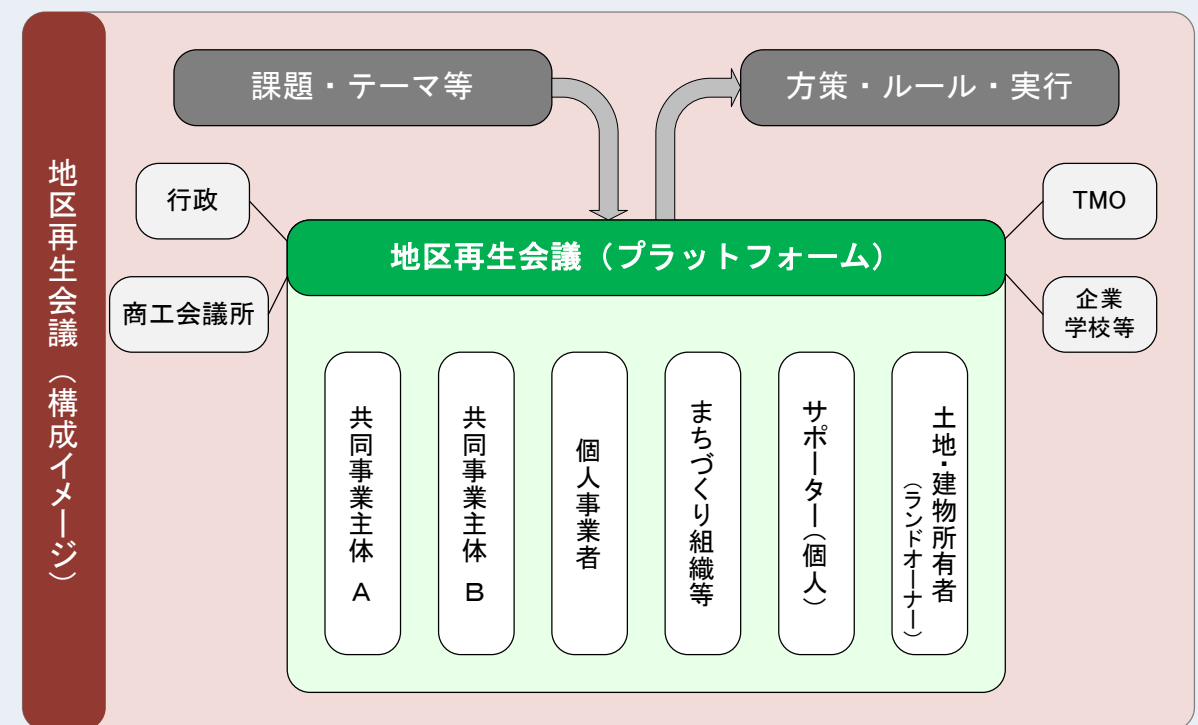 地区再生会議（構成イメージ）
課題・テーマ等
方策・ルール・実行
行政
商工会議所
TMO
企業
学校等
地区再生会議（プラットフォーム）
共同事業主体 A
共同事業主体 B
個人事業者
まちづくり組織等
サポーター（個人）
土地・建物所有者
（ランドオーナー）